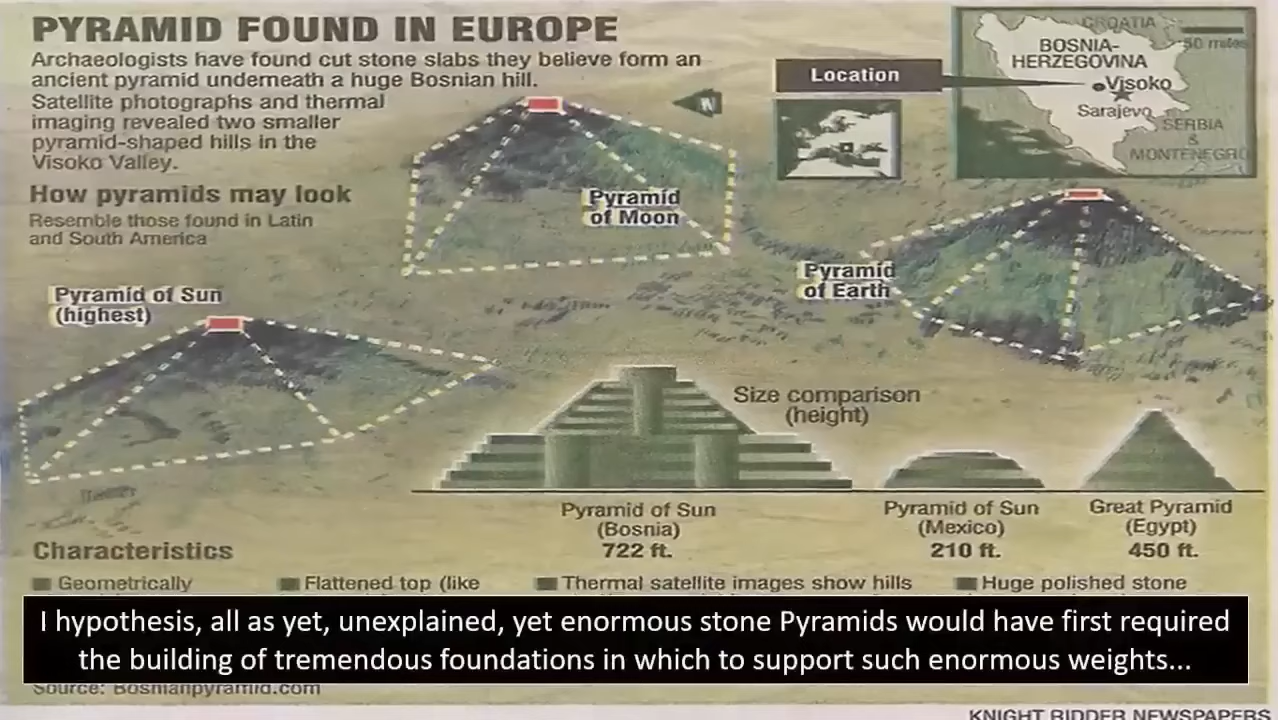 PYRAMID FOUND IN EUROPE
Archaeologists have found cut stone slabs they believe form an
ancient pyramid underneath a huge Bosnian hill.
Satellite photographs and thermal
imaging revealed two smaller
pyramid-shaped hills in the
Visoko Valley.
How pyramids may look
Resemble those found in Latin
and South America
N
Location
CROATIA
50 miles
BOSNIA-
HERZEGOVINA
Visoko
Sarajevo
SERBIA
&
MONTENEGRO
Pyramid
of Moon
Pyramid
of Earth
Pyramid of Sun
(highest)
Size comparison
(height)
Pyramid of Sun
(Bosnia)
722 ft.
Pyramid of Sun
(Mexico)
210 ft.
Great Pyramid
(Egypt)
450 ft.
Characteristics
Geometrically
Flattened top (like
Thermal satellite images show hills
Huge polished stone
I hypothesis, all as yet, unexplained, yet enormous stone Pyramids would have first required
the building of tremendous foundations in which to support such enormous weights...
Source: Bosnianpyramid.com
KNIGHT RIDDER NEWSPAPERS